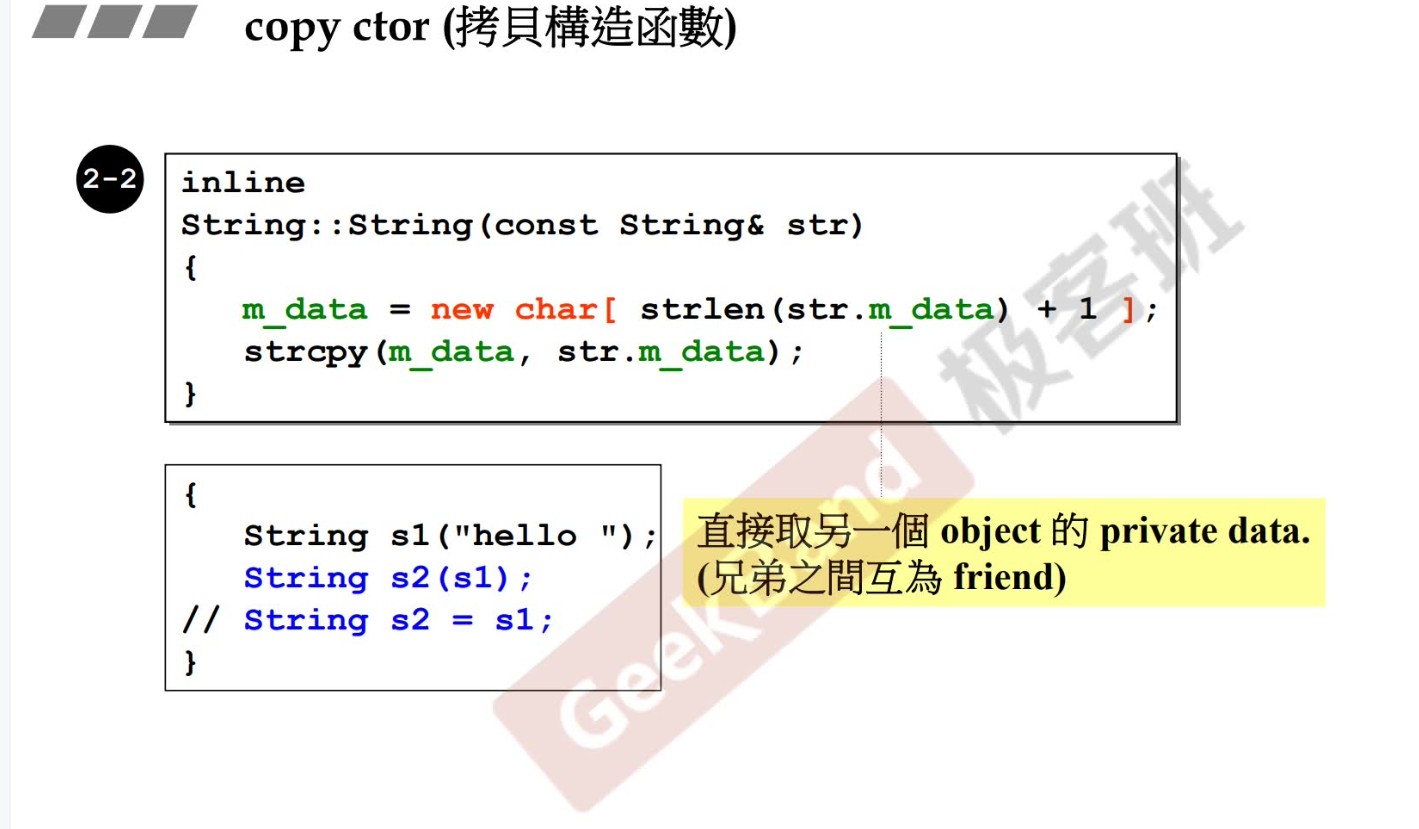 copy ctor (拷貝構造函數)
2-2
inline
String::String(const String& str)
{
m_data = new char[ strlen(str.m_data) + 1 ];
strcpy(m_data, str.m_data);
}
{
String s1("hello ");
String s2(s1);
// String s2 = s1;
}
直接取另一個 object 的 private data.
(兄弟之間互為 friend)
GeekBand 极客班